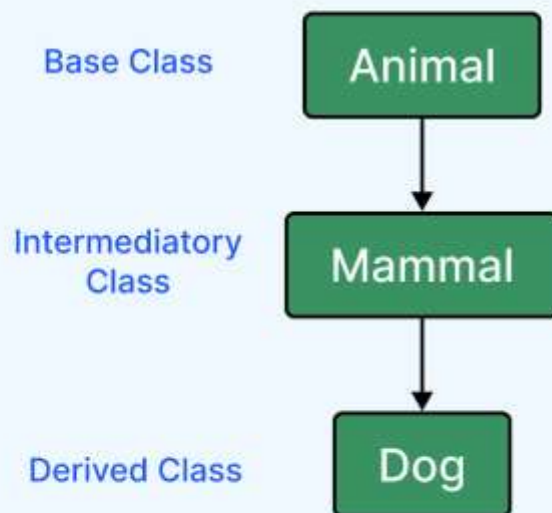 Base Class
Animal
Intermediatory
Class
Mammal
Derived Class
Dog